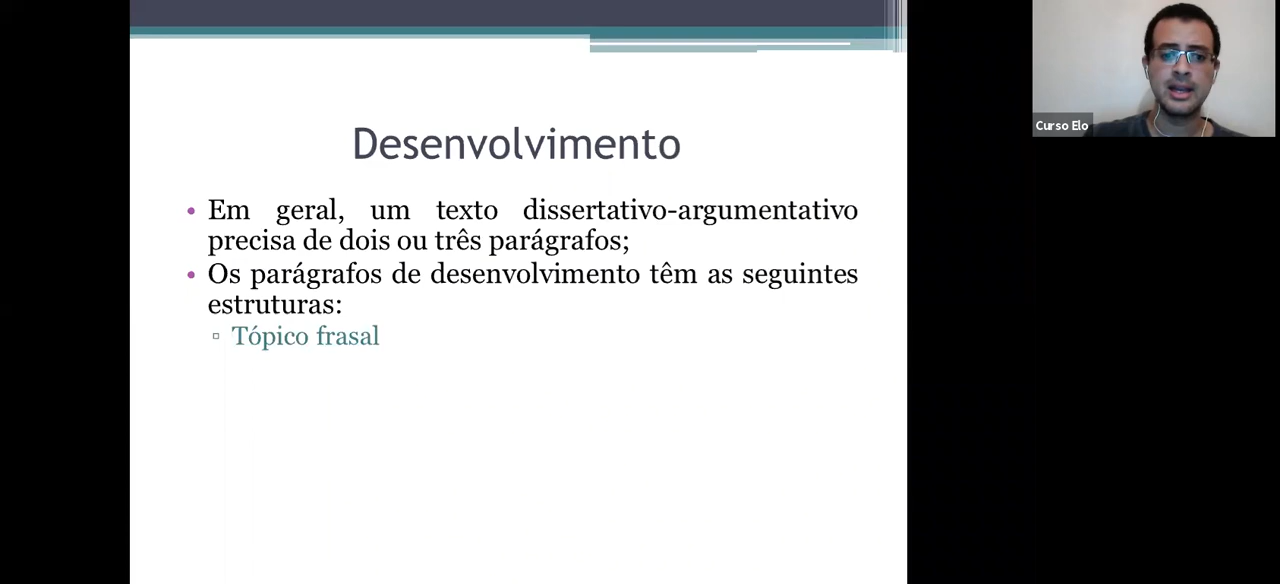 Desenvolvimento
• Em geral, um texto dissertativo-argumentativo
precisa de dois ou três parágrafos;
• Os parágrafos de desenvolvimento têm as seguintes
estruturas:
▫ Tópico frasal
Curso Elo